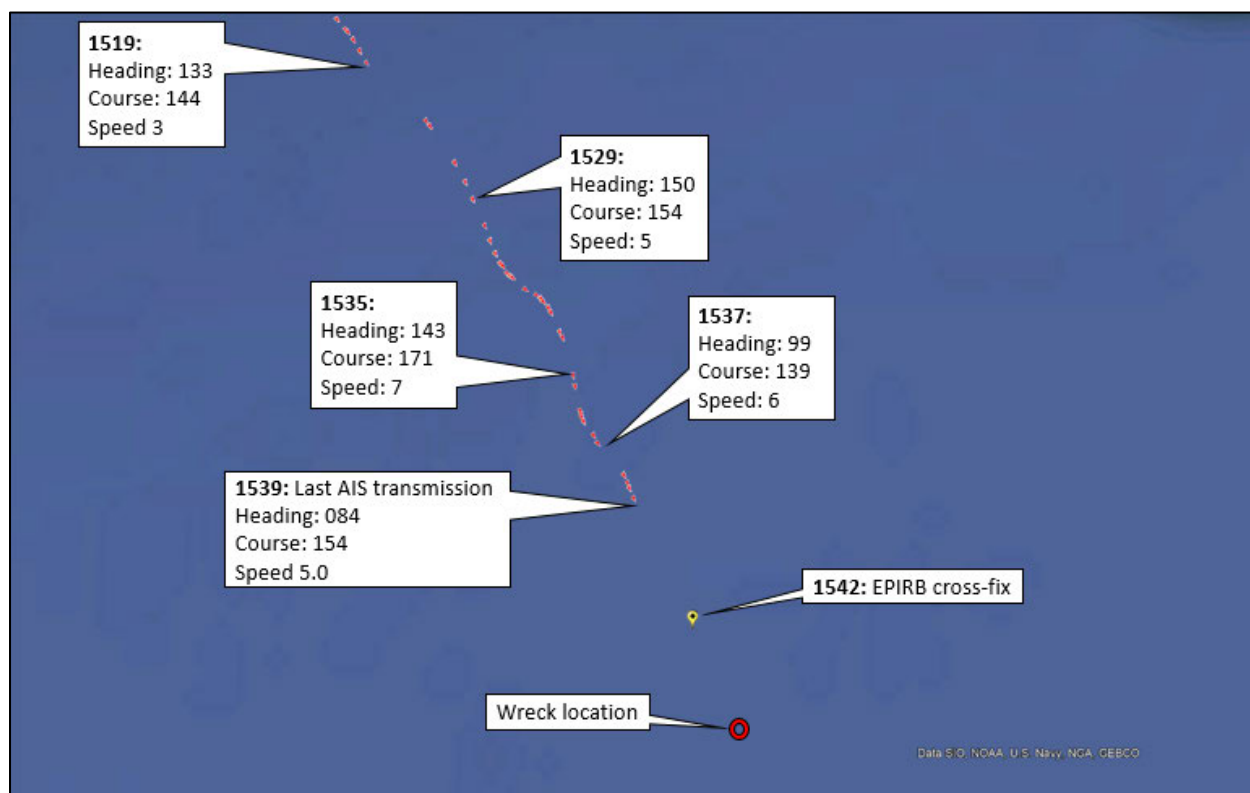 1519:
Heading: 133
Course: 144
Speed 3
1529:
Heading: 150
Course: 154
Speed: 5
1535:
Heading: 143
Course: 171
Speed: 7
1537:
Heading: 99
Course: 139
Speed: 6
1539: Last AIS transmission
Heading: 084
Course: 154
Speed 5.0
1542: EPIRB cross-fix
Wreck location
Data SIO, NOAA, U.S. Navy, NGA, GEBCO